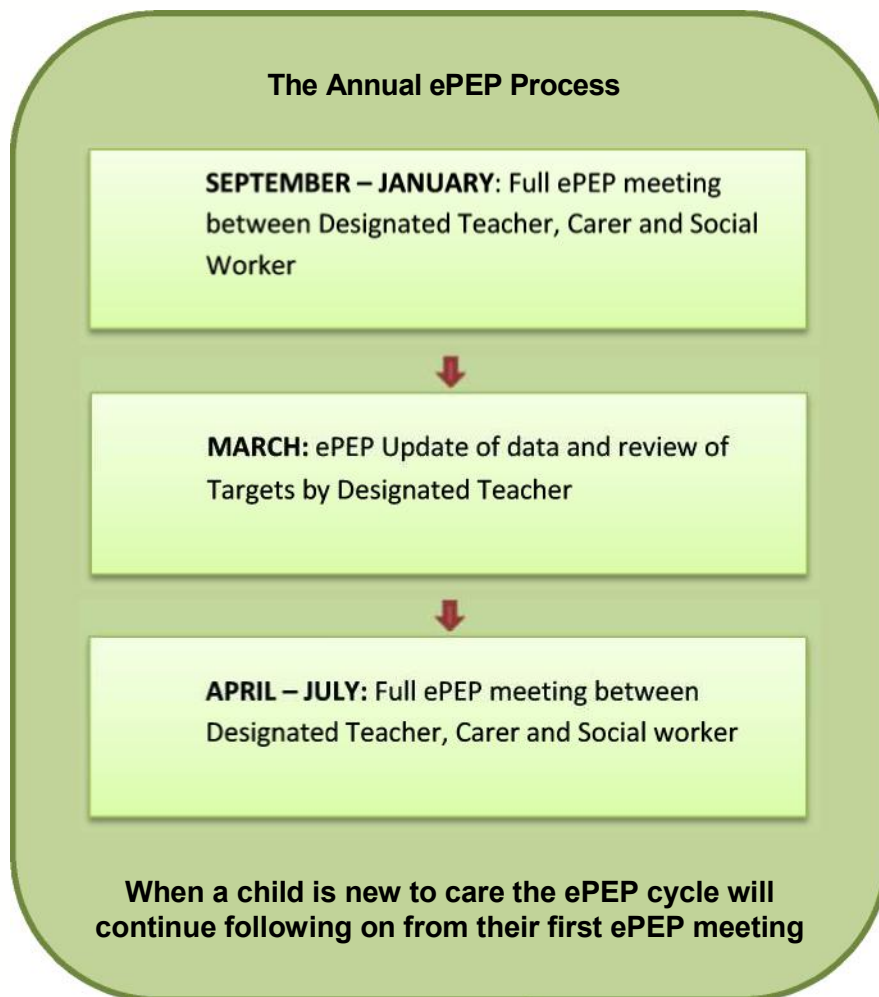 The Annual ePEP Process
SEPTEMBER – JANUARY: Full ePEP meeting
between Designated Teacher, Carer and Social
Worker
MARCH: ePEP Update of data and review of
Targets by Designated Teacher
APRIL – JULY: Full ePEP meeting between
Designated Teacher, Carer and Social worker
When a child is new to care the ePEP cycle will
continue following on from their first ePEP meeting